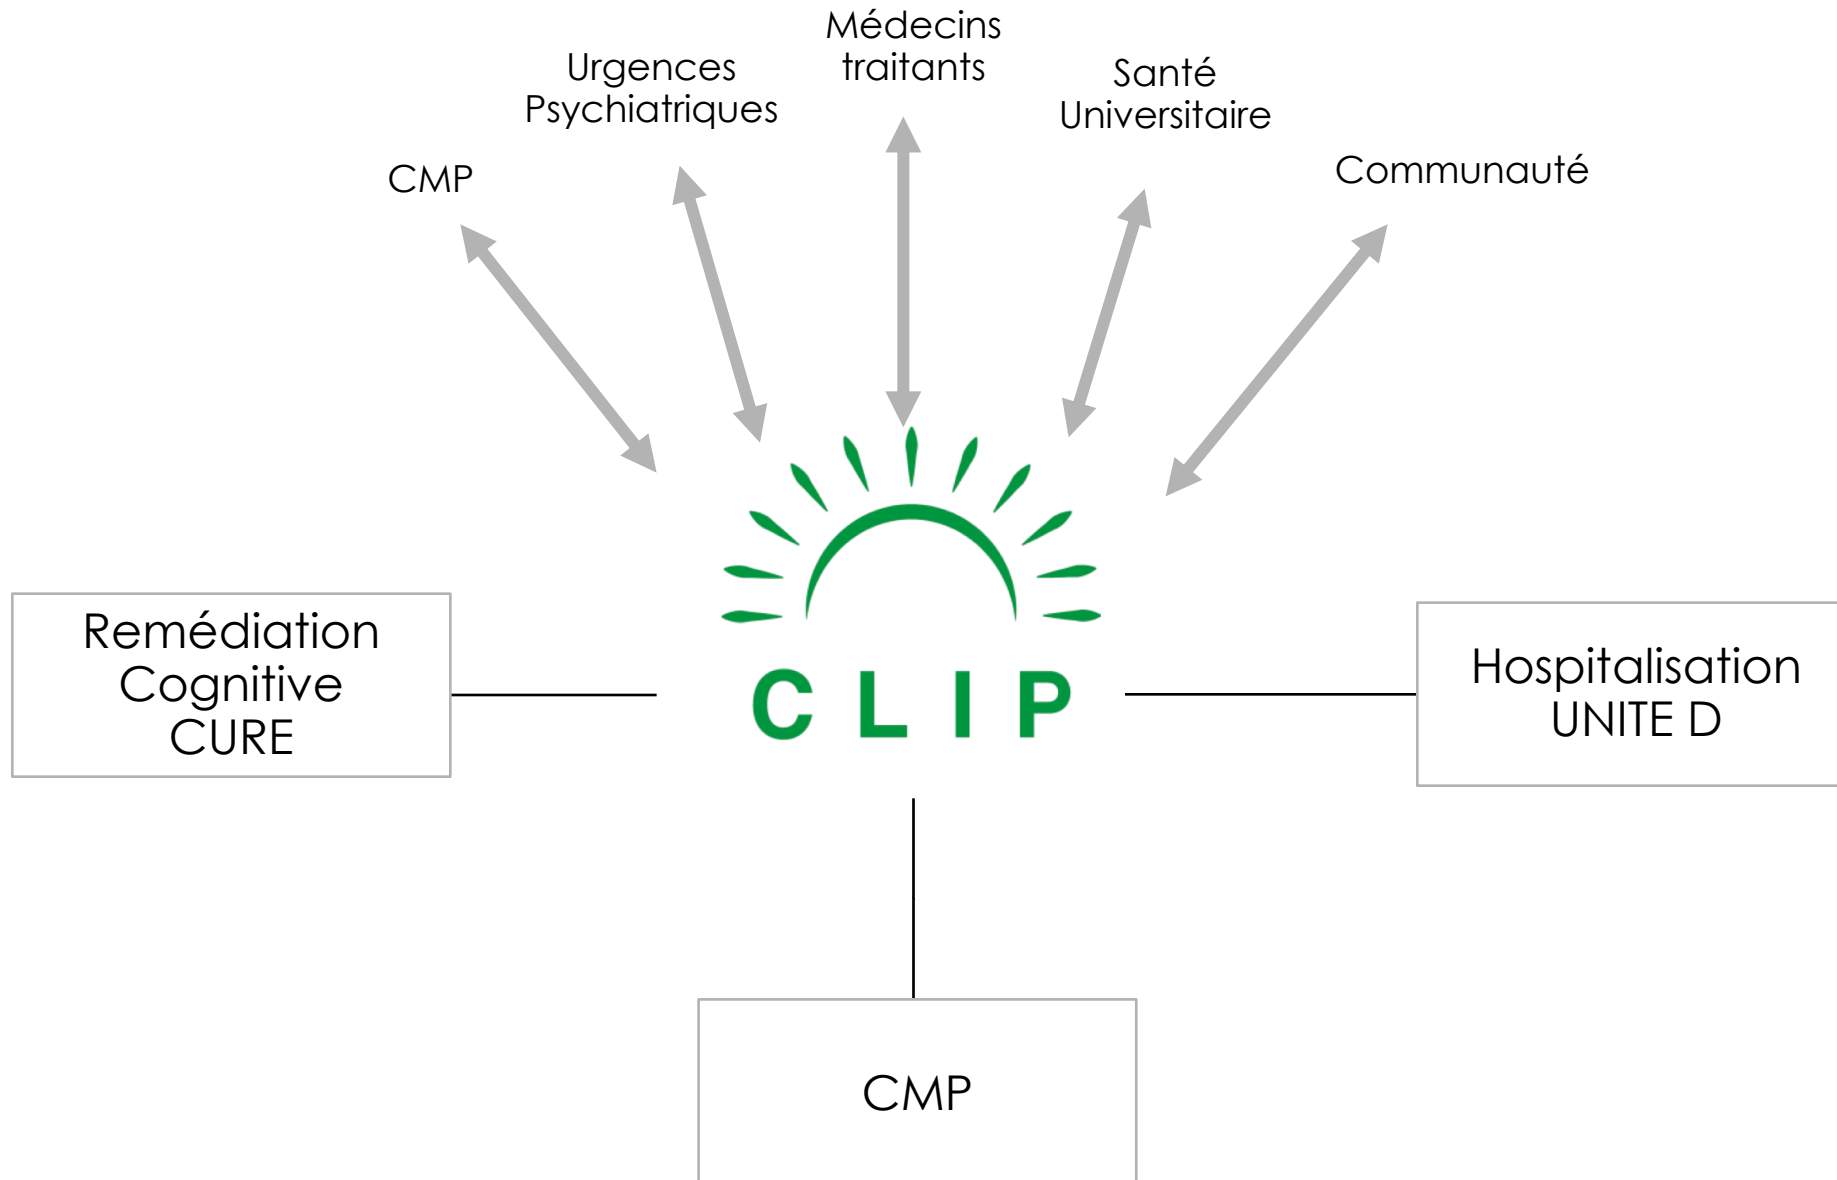 Médecins
traitants
Urgences
Psychiatriques
Santé
Universitaire
CMP
Communauté
Remédiation
Cognitive
CURE
CLIP
Hospitalisation
UNITE D
CMP